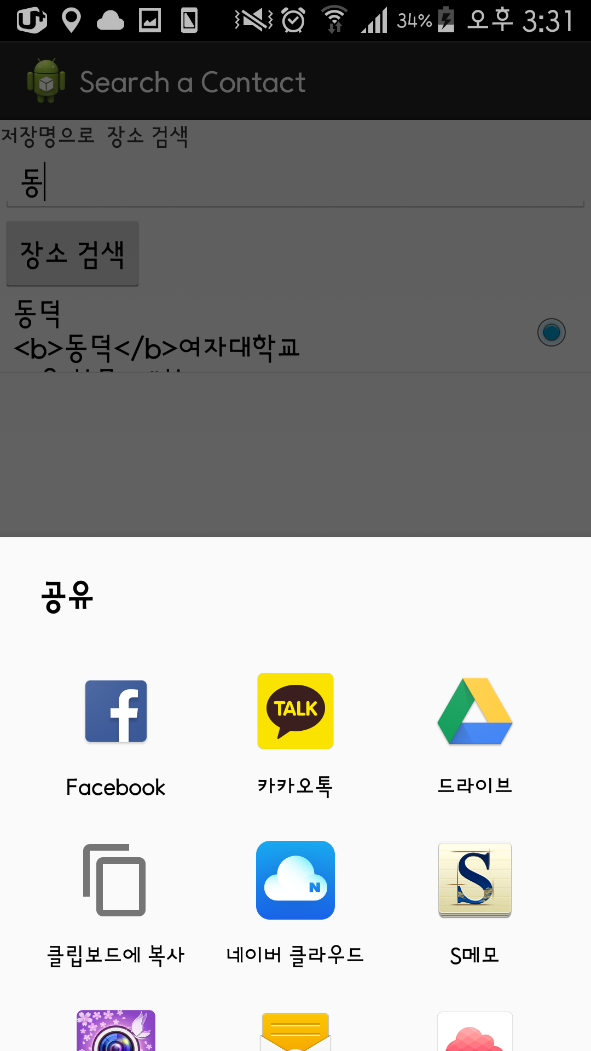 34% 오후 3:31
Search a Contact
저장명으로 장소 검색
동
장소 검색
동덕
<b>동덕</b>여자대학교
공유
TALK
Facebook 카카오톡 드라이브
N S
클립보드에 복사 네이버 클라우드 S메모